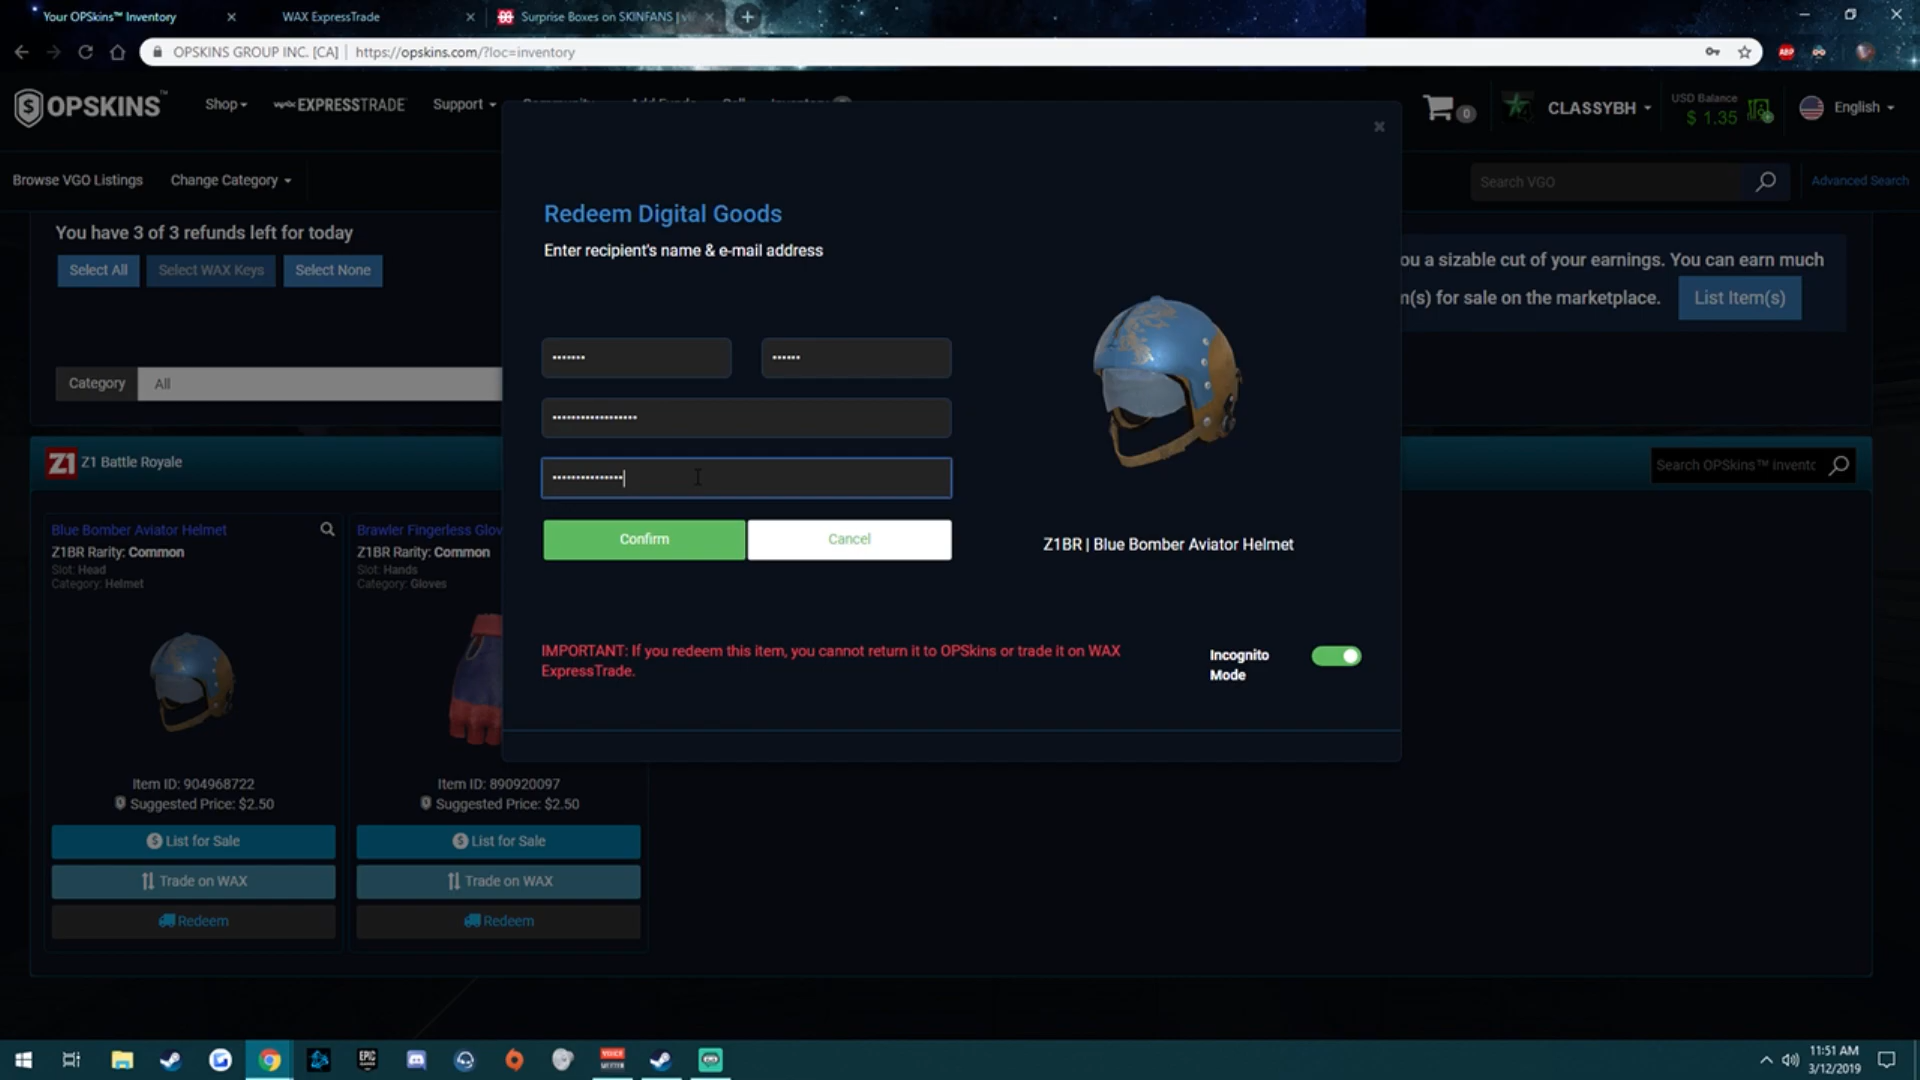 Your OPSkins™ Inventory
WAX ExpressTrade
Surprise Boxes on SKINFANS |
OPSKINS GROUP INC. [CA] | https://opskins.com/?loc=inventory
OPSKINS™
Shop
EXPRESSTRADE
Support
0
CLASSYBH
USD Balance
$ 1.35
English
Browse VGO Listings
Change Category
Search VGO
Advanced Search
You have 3 of 3 refunds left for today
Select All
Select WAX Keys
Select None
Category
All
ou a sizable cut of your earnings. You can earn much
(s) for sale on the marketplace.
List Item(s)
Redeem Digital Goods
Enter recipient's name & e-mail address
•••••••
••••••
••••••••••••••••••
•••••••••••••••
Confirm
Cancel
Z1BR | Blue Bomber Aviator Helmet
IMPORTANT: If you redeem this item, you cannot return it to OPSkins or trade it on WAX
ExpressTrade.
Incognito
Mode
Z1 Z1 Battle Royale
Search OPSkins™ invento
Blue Bomber Aviator Helmet
Z1BR Rarity: Common
Slot: Head
Category: Helmet
Item ID: 904968722
Suggested Price: $2.50
List for Sale
Trade on WAX
Redeem
Brawler Fingerless Glov
Z1BR Rarity: Common
Slot: Hands
Category: Gloves
Item ID: 890920097
Suggested Price: $2.50
List for Sale
Trade on WAX
Redeem
ABP
EPIC
11:51 AM
3/12/2019